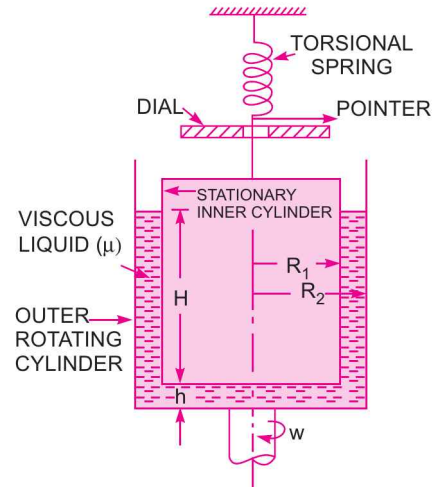 TORSIONAL
SPRING
DIAL
POINTER
STATIONARY
INNER CYLINDER
VISCOUS
LIQUID (μ)
R₁
R₂
H
OUTER
ROTATING
CYLINDER
h
w